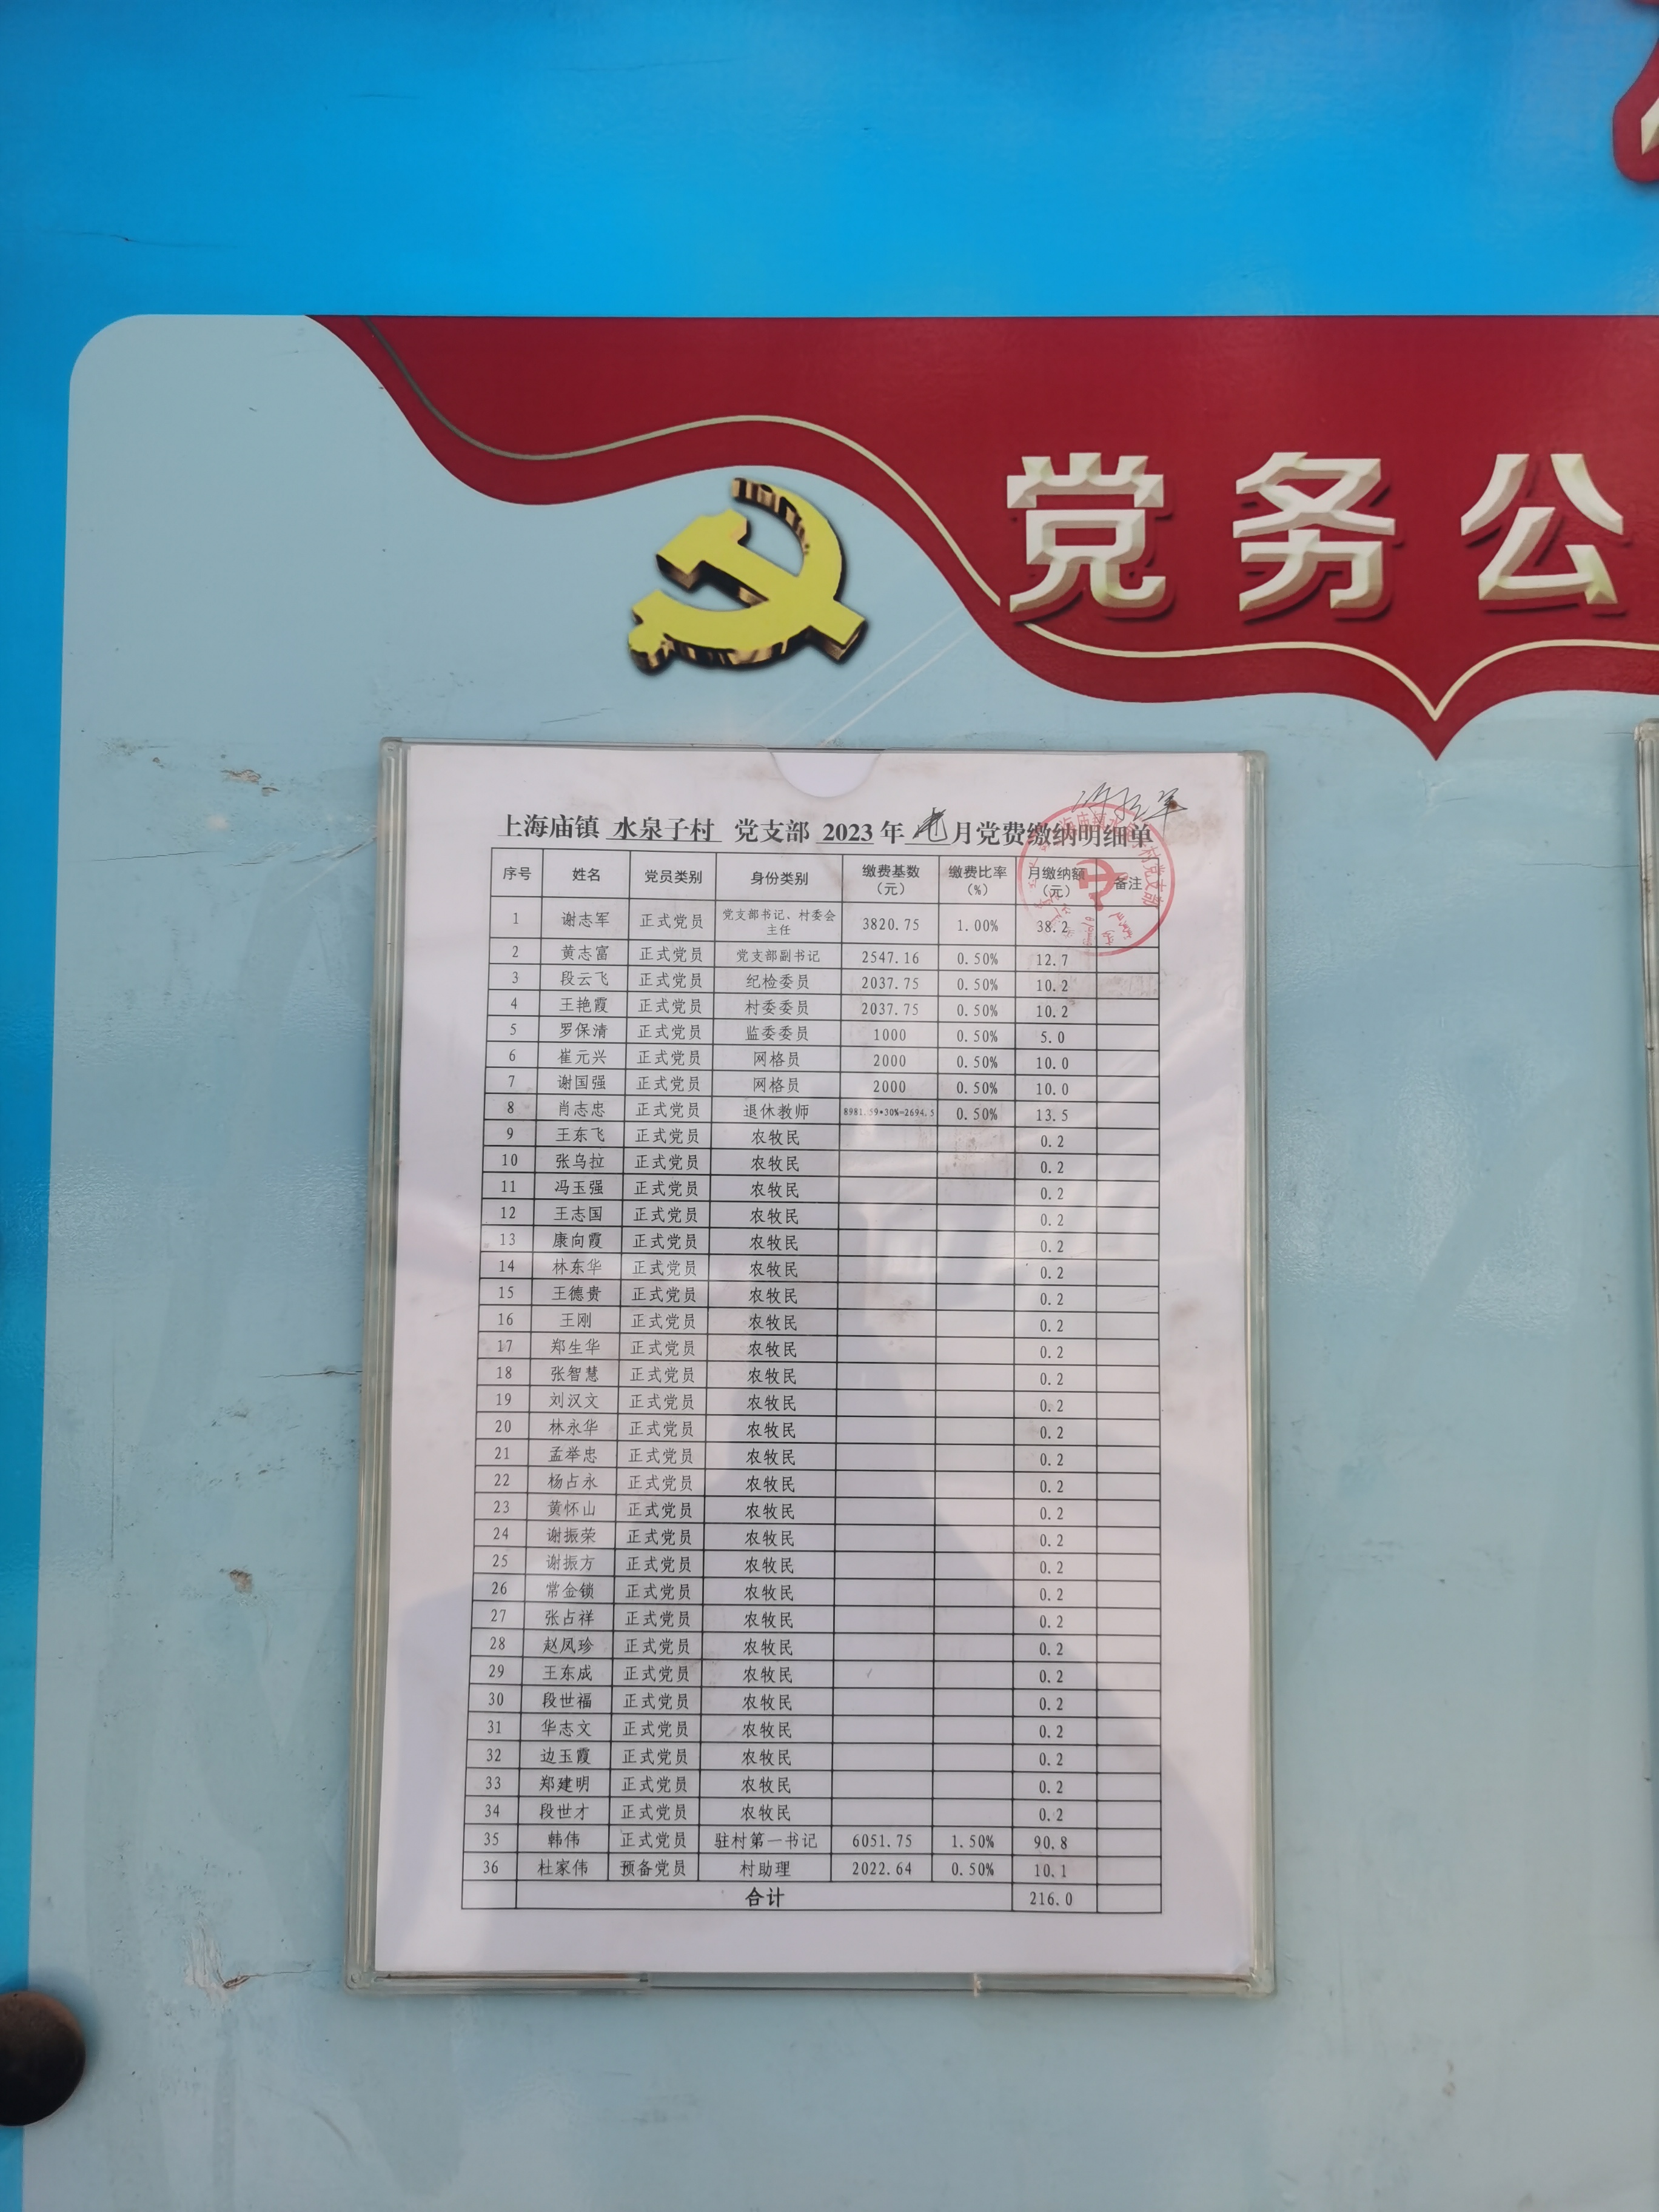 党务公
上海庙镇 水泉子村 党支部 2023 年 月党费缴纳明细单
序号 姓名 党员类别 身份类别 缴费基数（元） 缴费比率（%） 月缴纳额（元） 备注
1 谢志军 正式党员 党支部书记、村委会主任 3820.75 1.00% 38.2
2 黄志富 正式党员 党支部副书记 2547.16 0.50% 12.7
3 段云飞 正式党员 纪检委员 2037.75 0.50% 10.2
4 王艳霞 正式党员 村委委员 2037.75 0.50% 10.2
5 罗保清 正式党员 监委委员 1000 0.50% 5.0
6 崔元兴 正式党员 网格员 2000 0.50% 10.0
7 谢国强 正式党员 网格员 2000 0.50% 10.0
8 肖志忠 正式党员 退休教师 8981.59*30%=2694.5 0.50% 13.5
9 王东飞 正式党员 农牧民 0.2
10 张乌拉 正式党员 农牧民 0.2
11 冯玉强 正式党员 农牧民 0.2
12 王志国 正式党员 农牧民 0.2
13 康向霞 正式党员 农牧民 0.2
14 林东华 正式党员 农牧民 0.2
15 王德贵 正式党员 农牧民 0.2
16 王刚 正式党员 农牧民 0.2
17 郑生华 正式党员 农牧民 0.2
18 张智慧 正式党员 农牧民 0.2
19 刘汉文 正式党员 农牧民 0.2
20 林永华 正式党员 农牧民 0.2
21 孟举忠 正式党员 农牧民 0.2
22 杨占永 正式党员 农牧民 0.2
23 黄怀山 正式党员 农牧民 0.2
24 谢振荣 正式党员 农牧民 0.2
25 谢振方 正式党员 农牧民 0.2
26 常金锁 正式党员 农牧民 0.2
27 张占祥 正式党员 农牧民 0.2
28 赵凤珍 正式党员 农牧民 0.2
29 王东成 正式党员 农牧民 0.2
30 段世福 正式党员 农牧民 0.2
31 华志文 正式党员 农牧民 0.2
32 边玉霞 正式党员 农牧民 0.2
33 郑建明 正式党员 农牧民 0.2
34 段世才 正式党员 农牧民 0.2
35 韩伟 正式党员 驻村第一书记 6051.75 1.50% 90.8
36 杜家伟 预备党员 村助理 2022.64 0.50% 10.1
合计 216.0